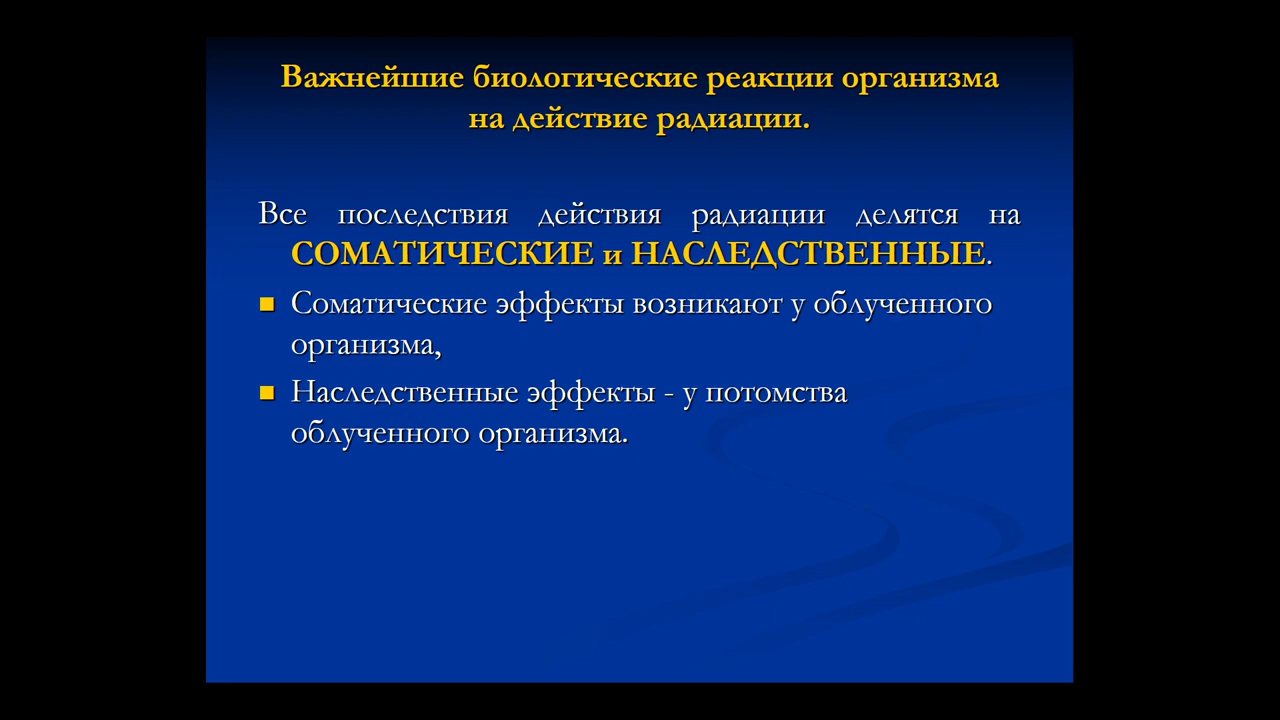 Важнейшие биологические реакции организма
на действие радиации.
Все последствия действия радиации делятся на
СОМАТИЧЕСКИЕ и НАСЛЕДСТВЕННЫЕ.
Соматические эффекты возникают у облученного
организма,
Наследственные эффекты - у потомства
облученного организма.